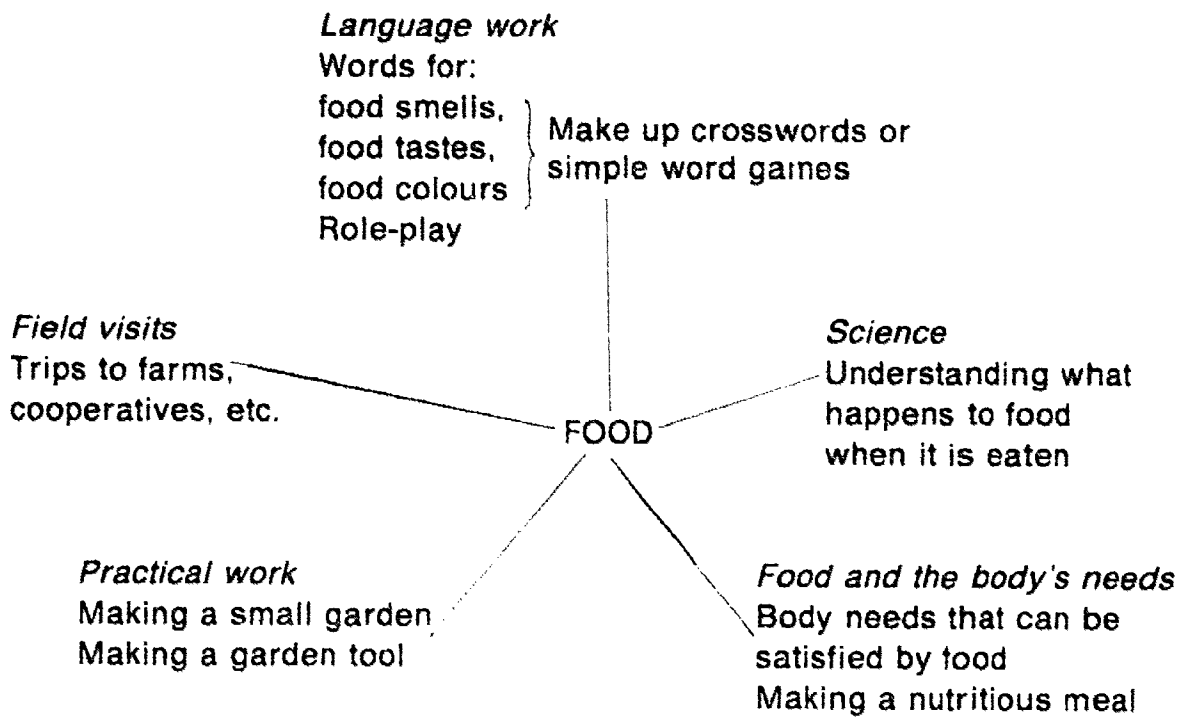 Language work
Words for:
food smells,
food tastes,
food colours
Role-play
Make up crosswords or
simple word games
Field visits
Trips to farms,
cooperatives, etc.
Science
Understanding what
happens to food
when it is eaten
FOOD
Practical work
Making a small garden
Making a garden tool
Food and the body's needs
Body needs that can be
satisfied by food
Making a nutritious meal